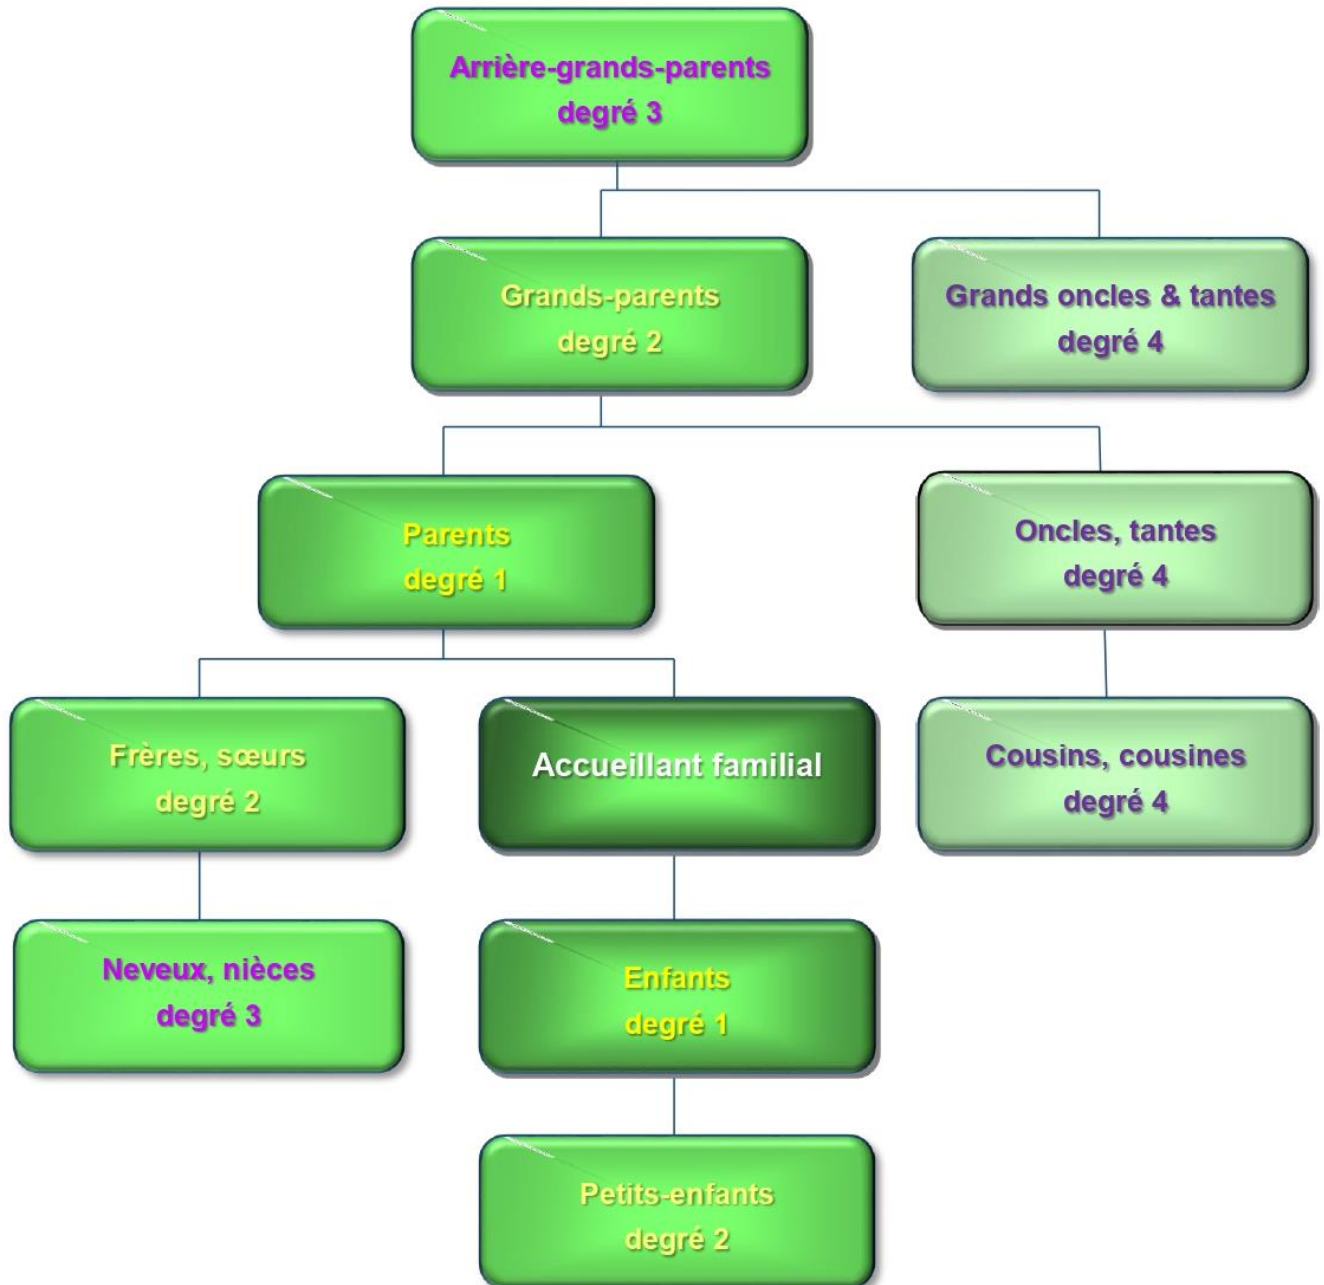 Arrière-grands-parents
degré 3
Grands-parents
degré 2
Grands oncles & tantes
degré 4
Parents
degré 1
Oncles, tantes
degré 4
Frères, sœurs
degré 2
Accueillant familial
Cousins, cousines
degré 4
Neveux, nièces
degré 3
Enfants
degré 1
Petits-enfants
degré 2